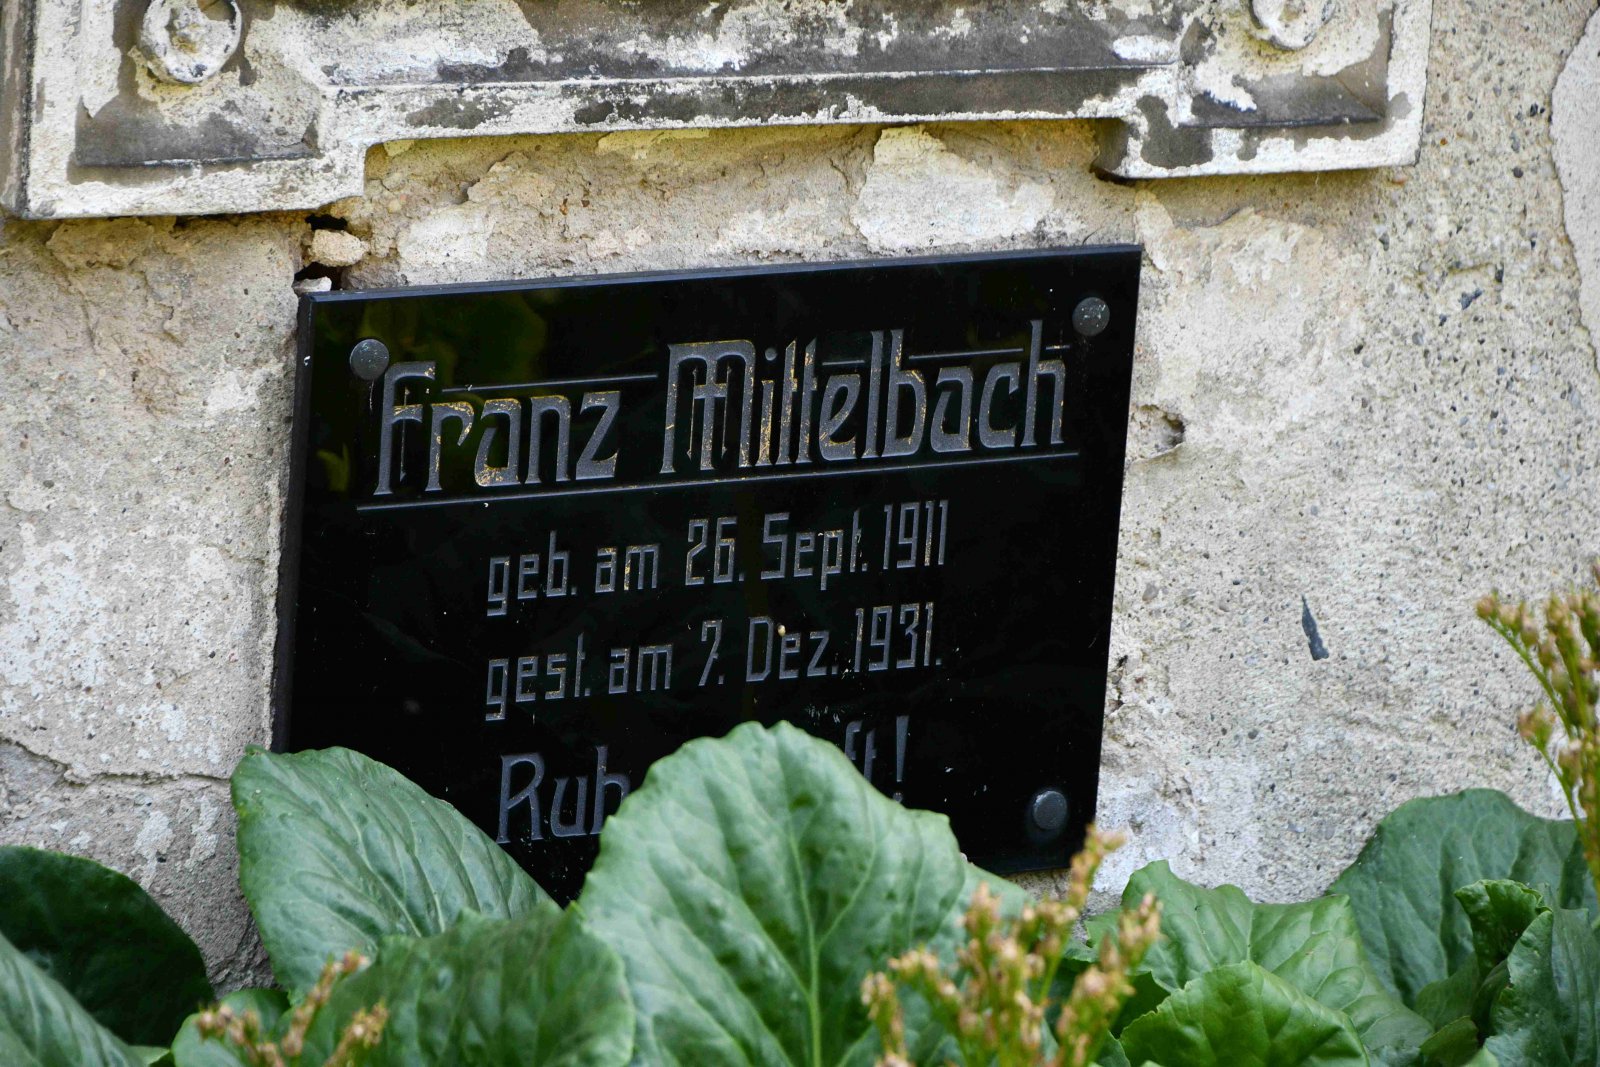 Franz Mittelbach
geb. am 26. Sept. 1911
gest. am 7. Dez. 1931.